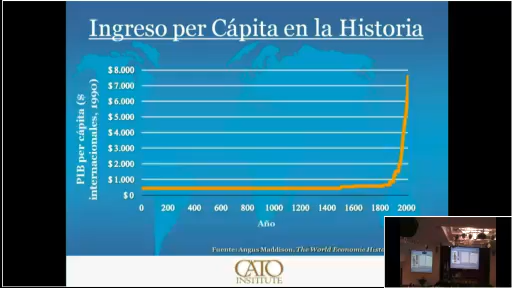 Ingreso per Cápita en la Historia
PIB per cápita ($
internacionales, 1990)
$ 8.000
$ 7.000
$ 6.000
$ 5.000
$ 4.000
$ 3.000
$ 2.000
$ 1.000
$ 0
0 200 400 600 800 1000 1200 1400 1600 1800 2000
Año
Fuente: Angus Maddison, The World Economic Histo
CATO
INSTITUTE